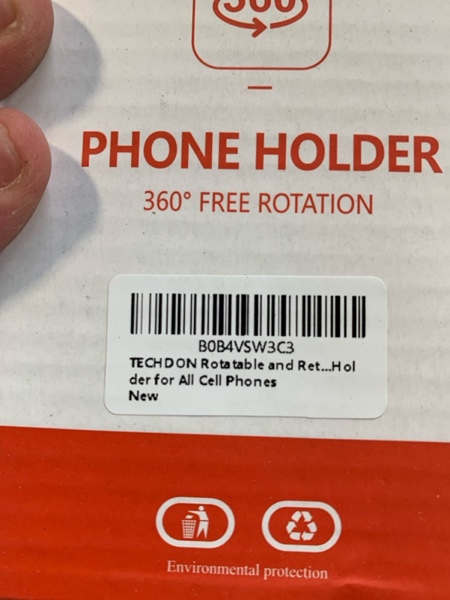 360
PHONE HOLDER
360° FREE ROTATION
B0B4VSW3C3
TECHDON Rotatable and Ret...Hol
der for All Cell Phones
New
Environmental protection